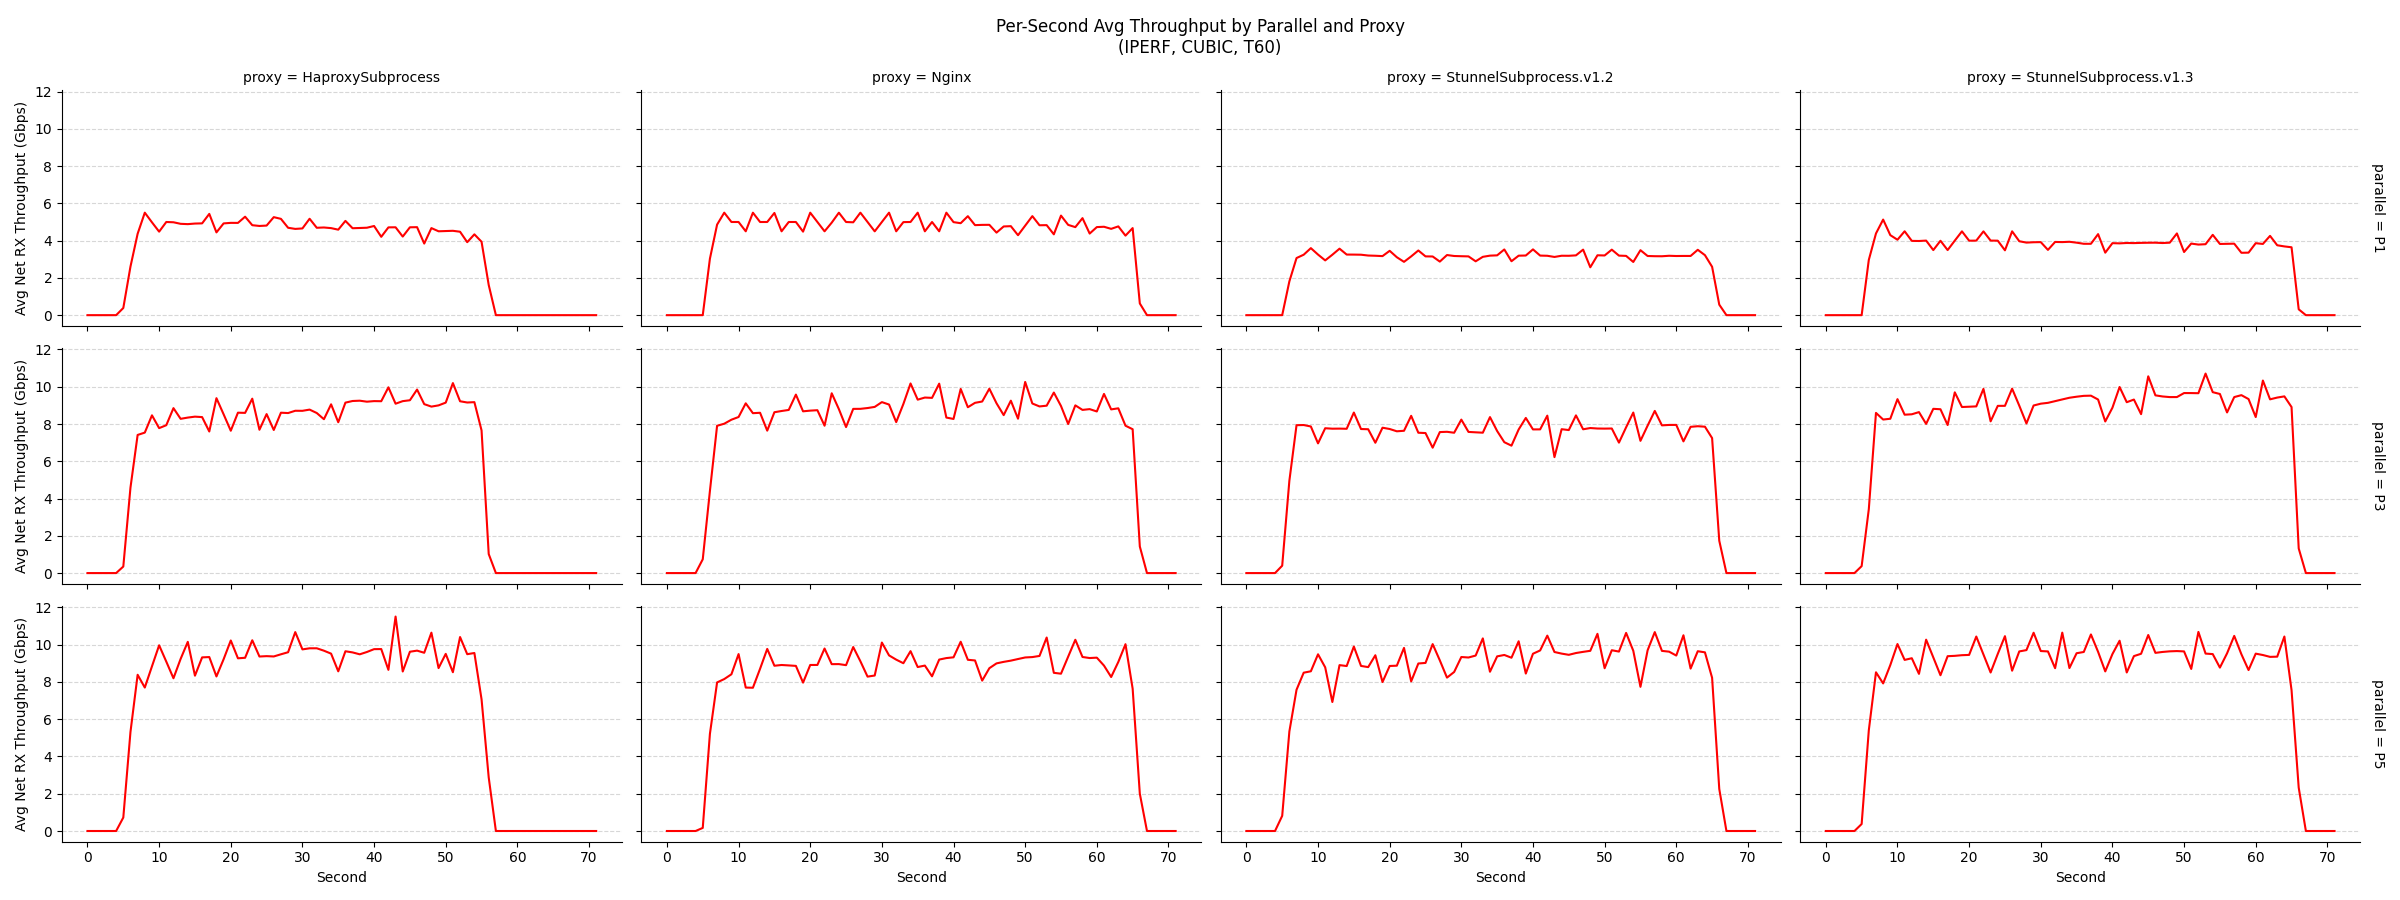 Per-Second Avg Throughput by Parallel and Proxy
(IPERF, CUBIC, T60)
proxy = HaproxySubprocess
proxy = Nginx
proxy = StunnelSubprocess.v1.2
proxy = StunnelSubprocess.v1.3
Avg Net RX Throughput (Gbps)
12
10
8
6
4
2
0
parallel = P1
Avg Net RX Throughput (Gbps)
12
10
8
6
4
2
0
parallel = P3
Avg Net RX Throughput (Gbps)
12
10
8
6
4
2
0
parallel = P5
0 10 20 30 40 50 60 70
Second
0 10 20 30 40 50 60 70
Second
0 10 20 30 40 50 60 70
Second
0 10 20 30 40 50 60 70
Second